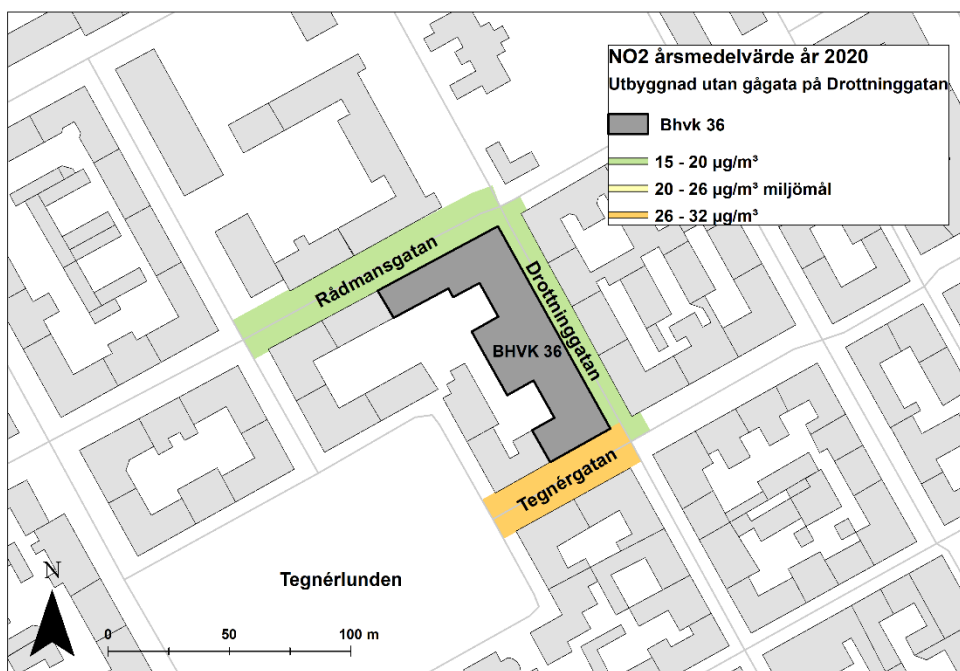 NO2 årsmedelvärde år 2020
Utbyggnad utan gågata på Drottninggatan
Bhvk 36
15 - 20 µg/m³
20 - 26 µg/m³ miljömål
26 - 32 µg/m³
Rådmansgatan
Drottninggatan
BHVK 36
Tegnérgatan
Tegnérlunden
N
0 50 100 m